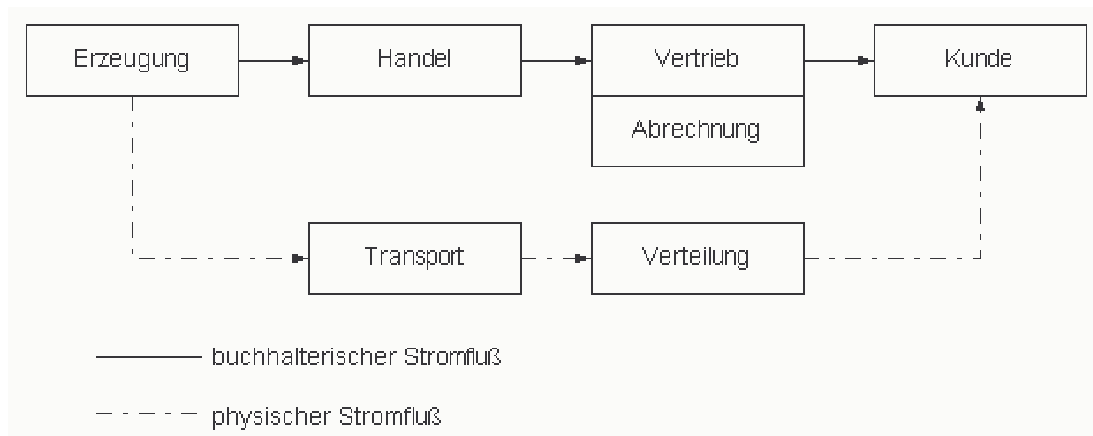 Erzeugung
Handel
Vertrieb
Kunde
Abrechnung
Transport
Verteilung
buchhalterischer Stromfluß
physischer Stromfluß